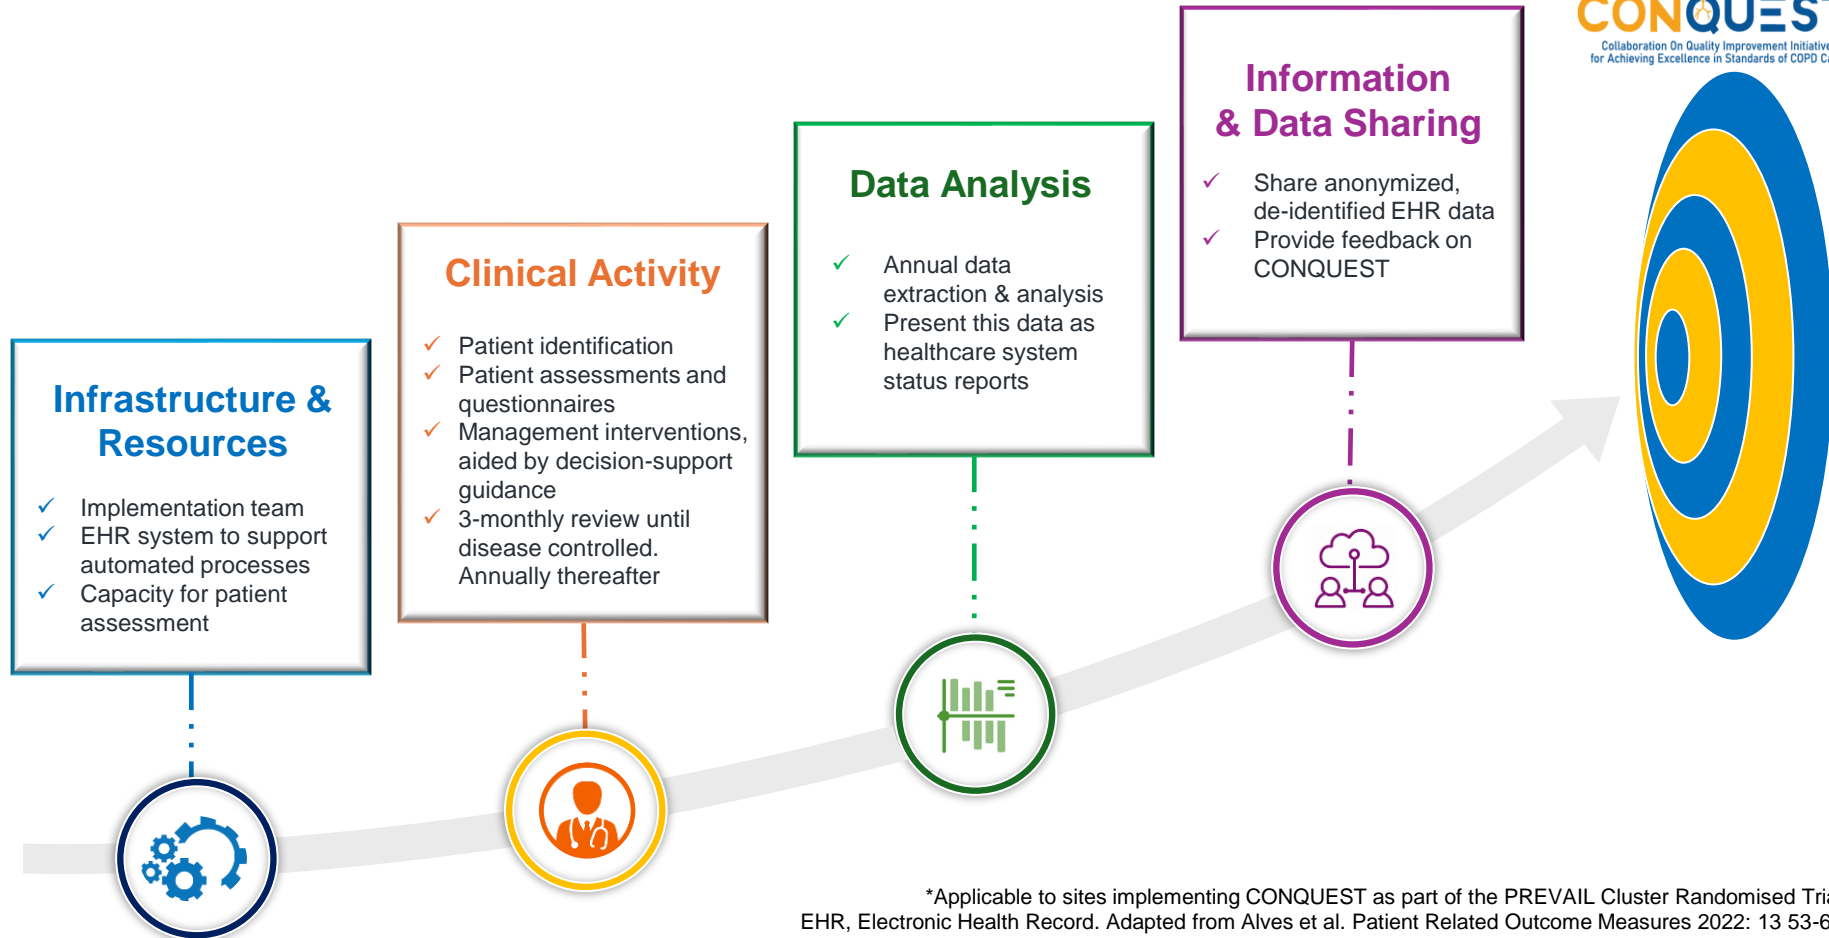 CONQUEST
Collaboration On Quality Improvement Initiative
for Achieving Excellence in Standards of COPD
Information
& Data Sharing
✓ Share anonymized,
de-identified EHR data
✓ Provide feedback on
CONQUEST
Data Analysis
✓ Annual data
extraction & analysis
✓ Present this data as
healthcare system
status reports
Clinical Activity
✓ Patient identification
✓ Patient assessments and
questionnaires
✓ Management interventions,
aided by decision-support
guidance
✓ 3-monthly review until
disease controlled.
Annually thereafter
Infrastructure &
Resources
✓ Implementation team
✓ EHR system to support
automated processes
✓ Capacity for patient
assessment
*Applicable to sites implementing CONQUEST as part of the PREVAIL Cluster Randomised
EHR, Electronic Health Record. Adapted from Alves et al. Patient Related Outcome Measures 2022: 13